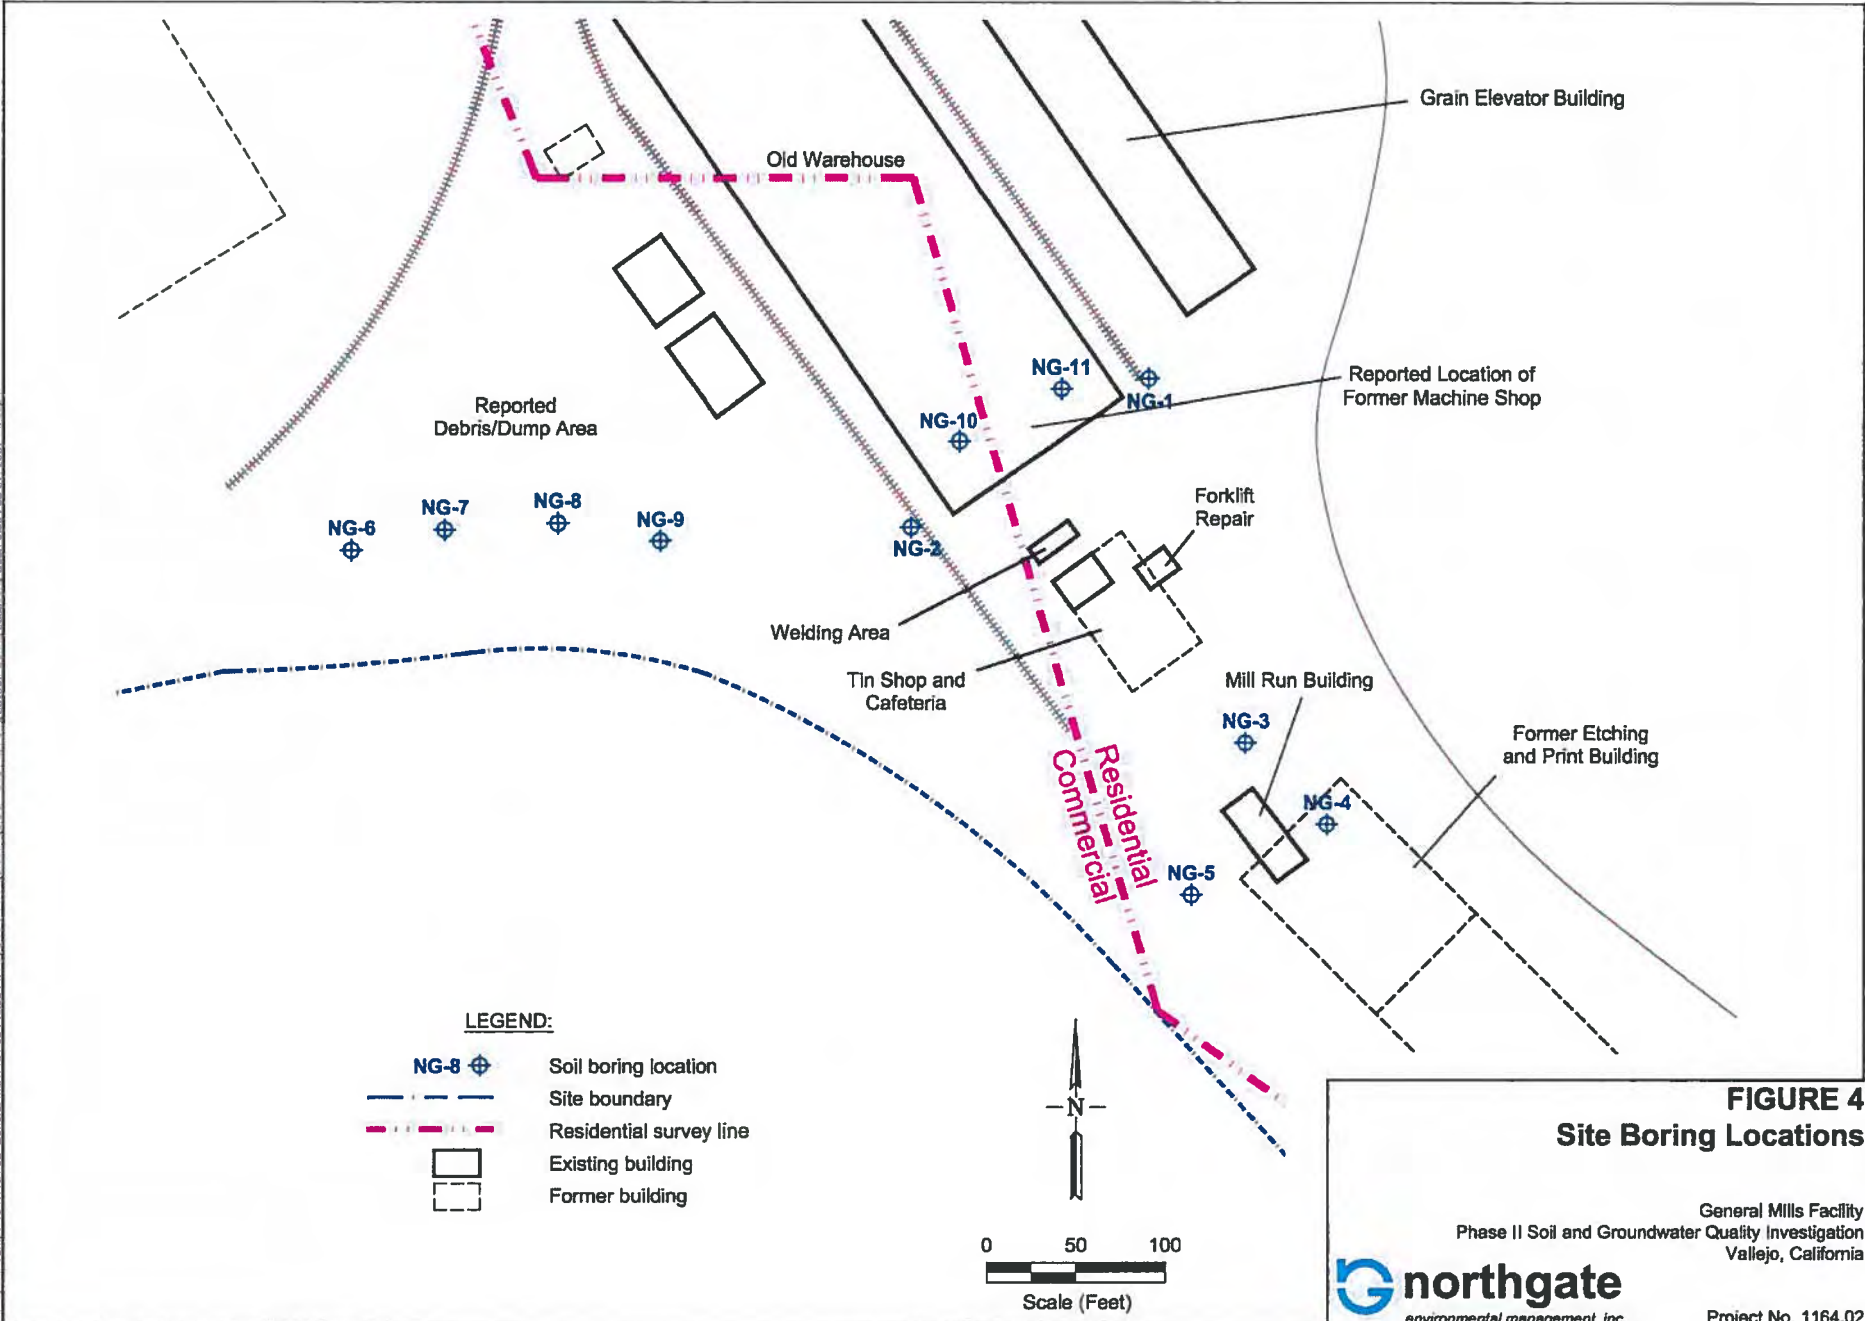 Grain Elevator Building
Old Warehouse
NG-11
Reported Location of
Former Machine Shop
NG-1
Reported
Debris/Dump Area
NG-10
NG-6
NG-7
NG-8
NG-9
NG-2
Forklift
Repair
Welding Area
Tin Shop and
Cafeteria
Mill Run Building
NG-3
Former Etching
and Print Building
Residential
Commercial
NG-4
NG-5
LEGEND:
NG-8 Soil boring location
Site boundary
Residential survey line
Existing building
Former building
N
0 50 100
Scale (Feet)
FIGURE 4
Site Boring Locations
General Mills Facility
Phase II Soil and Groundwater Quality Investigation
Vallejo, California
northgate
environmental management, inc.
Project No. 1164.02